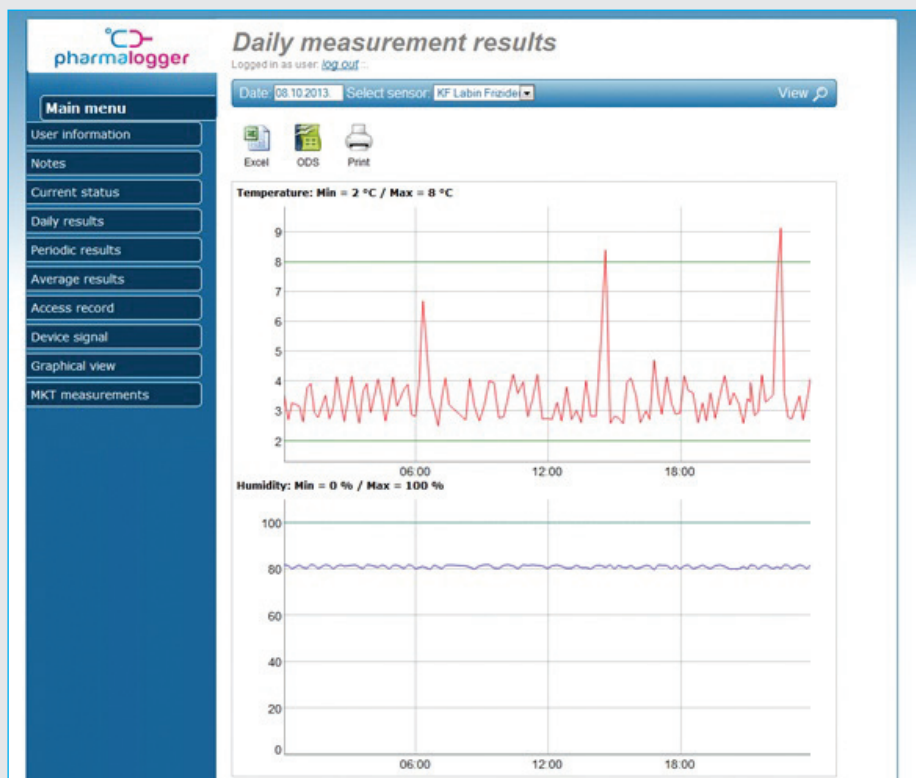 ℃
pharmalogger
Daily measurement results
Logged in as user: log out ::.
Date: 08.10.2013. Select sensor: KF Labin Frizide
View
Main menu
User information
Notes
Current status
Daily results
Periodic results
Average results
Access record
Device signal
Graphical view
MKT measurements
Excel ODS Print
Temperature: Min = 2 °C / Max = 8 °C
9
8
7
6
5
4
3
2
06:00 12:00 18:00
Humidity: Min = 0 % / Max = 100 %
100
80
60
40
20
0
06:00 12:00 18:00